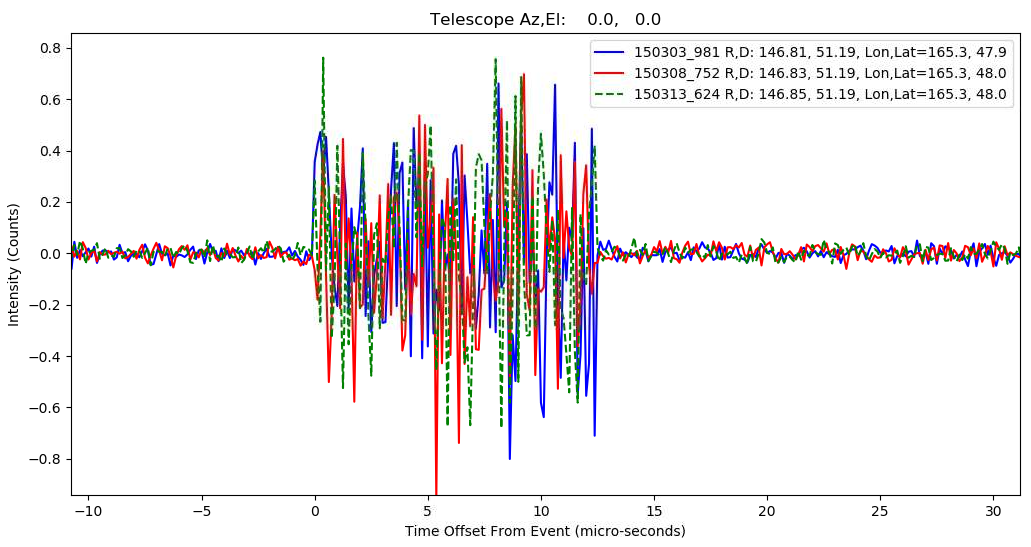 Telescope Az,El: 0.0, 0.0
150303_981 R,D: 146.81, 51.19, Lon,Lat=165.3, 47.9
150308_752 R,D: 146.83, 51.19, Lon,Lat=165.3, 48.0
150313_624 R,D: 146.85, 51.19, Lon,Lat=165.3, 48.0
Intensity (Counts)
0.8
0.6
0.4
0.2
0.0
−0.2
−0.4
−0.6
−0.8
−10 −5 0 5 10 15 20 25 30
Time Offset From Event (micro-seconds)